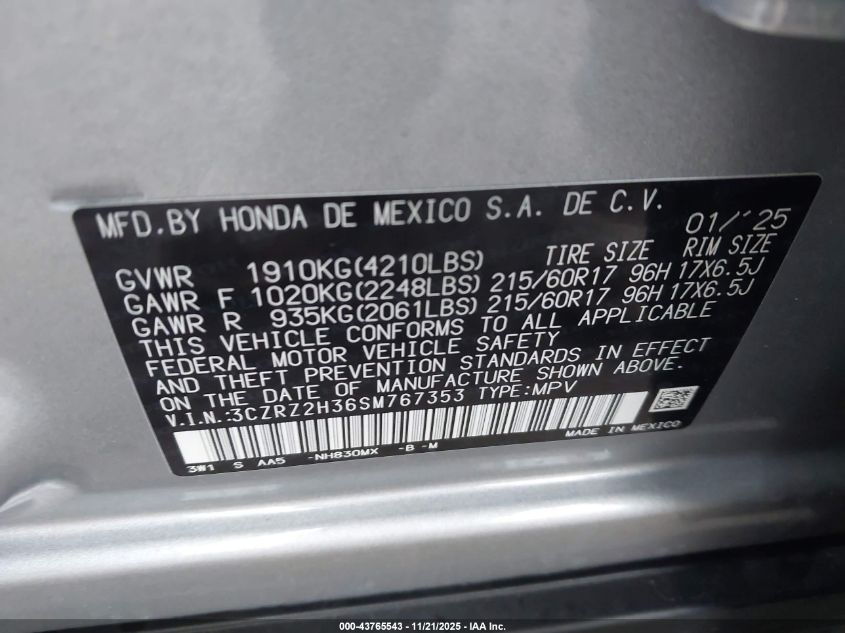 MFD.BY HONDA DE MEXICO S.A. DE C.V. 01/'25
TIRE SIZE RIM SIZE
GVWR 1910KG(4210LBS)
GAWR F 1020KG(2248LBS) 215/60R17 96H 17X6.5J
GAWR R 935KG(2061LBS) 215/60R17 96H 17X6.5J
THIS VEHICLE CONFORMS TO ALL APPLICABLE
FEDERAL MOTOR VEHICLE SAFETY
AND THEFT PREVENTION STANDARDS IN EFFECT
ON THE DATE OF MANUFACTURE SHOWN ABOVE.
V.I.N.:3CZRZ2H36SM767353 TYPE:MPV
MADE IN MEXICO
3W1 S AA5 -NH830MX -B -M
000-43765543 - 11/21/2025 - IAA Inc.